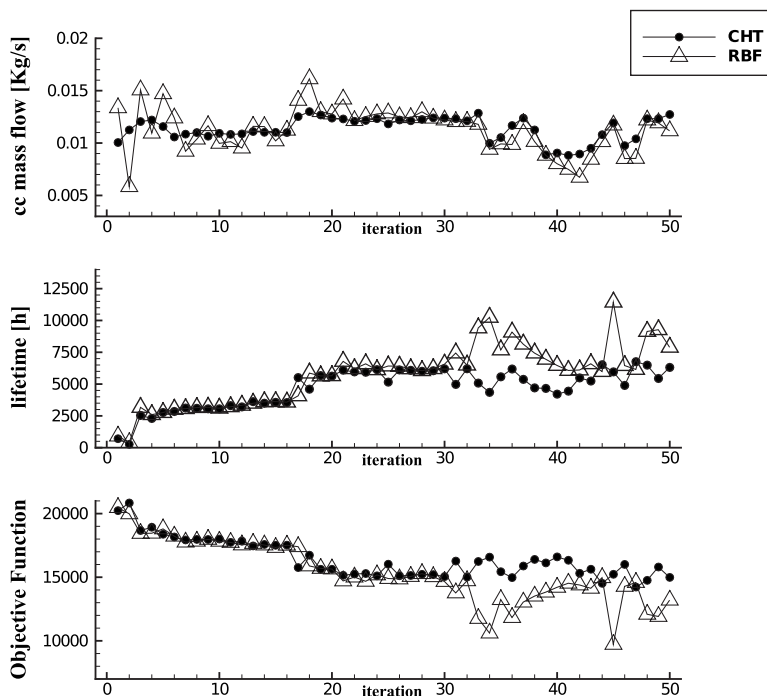 CHT
RBF
0.02
0.015
0.01
0.005
cc mass flow [Kg/s]
0 10 20 30 40 50
iteration
12500
10000
7500
5000
2500
0
lifetime [h]
0 10 20 30 40 50
iteration
20000
15000
10000
Objective Function
0 10 20 30 40 50
iteration